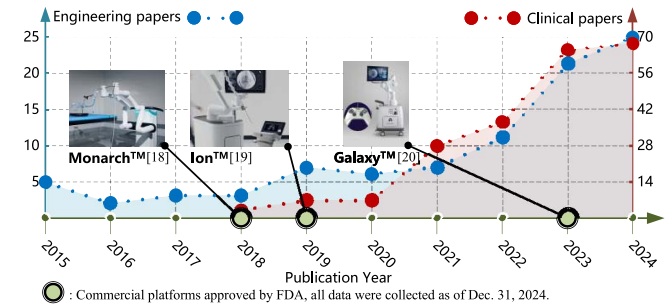 Engineering papers
Clinical papers
25 70
20 56
15 42
10 28
5 14
Monarch™[18] Ion™[19] Galaxy™[20]
2015 2016 2017 2018 2019 2020 2021 2022 2023 2024
Publication Year
: Commercial platforms approved by FDA, all data were collected as of Dec. 31, 2024.